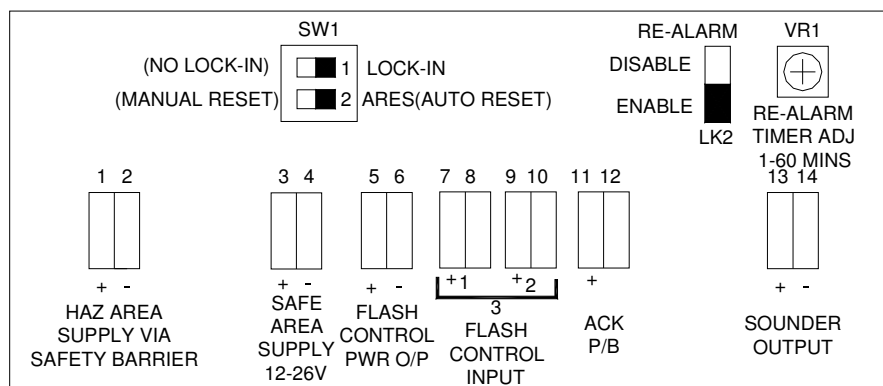 SW1
RE-ALARM
VR1
(NO LOCK-IN) 1 LOCK-IN
(MANUAL RESET) 2 ARES(AUTO RESET)
DISABLE
ENABLE
LK2
RE-ALARM
TIMER ADJ
1-60 MINS
1 2 3 4 5 6 7 8 9 10 11 12 13 14
+ - + - + - +1 +2 + + -
HAZ AREA
SUPPLY VIA
SAFETY BARRIER
SAFE
AREA
SUPPLY
12-26V
FLASH
CONTROL
PWR O/P
3
FLASH
CONTROL
INPUT
ACK
P/B
SOUNDER
OUTPUT